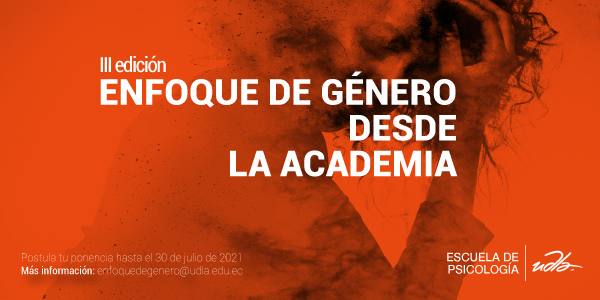 III edición
ENFOQUE DE GÉNERO
DESDE
LA ACADEMIA
Postula tu ponencia hasta el 30 de julio de 2021
Más información: enfoquedegenero@udla.edu.ec
ESCUELA DE
PSICOLOGÍA
udla-